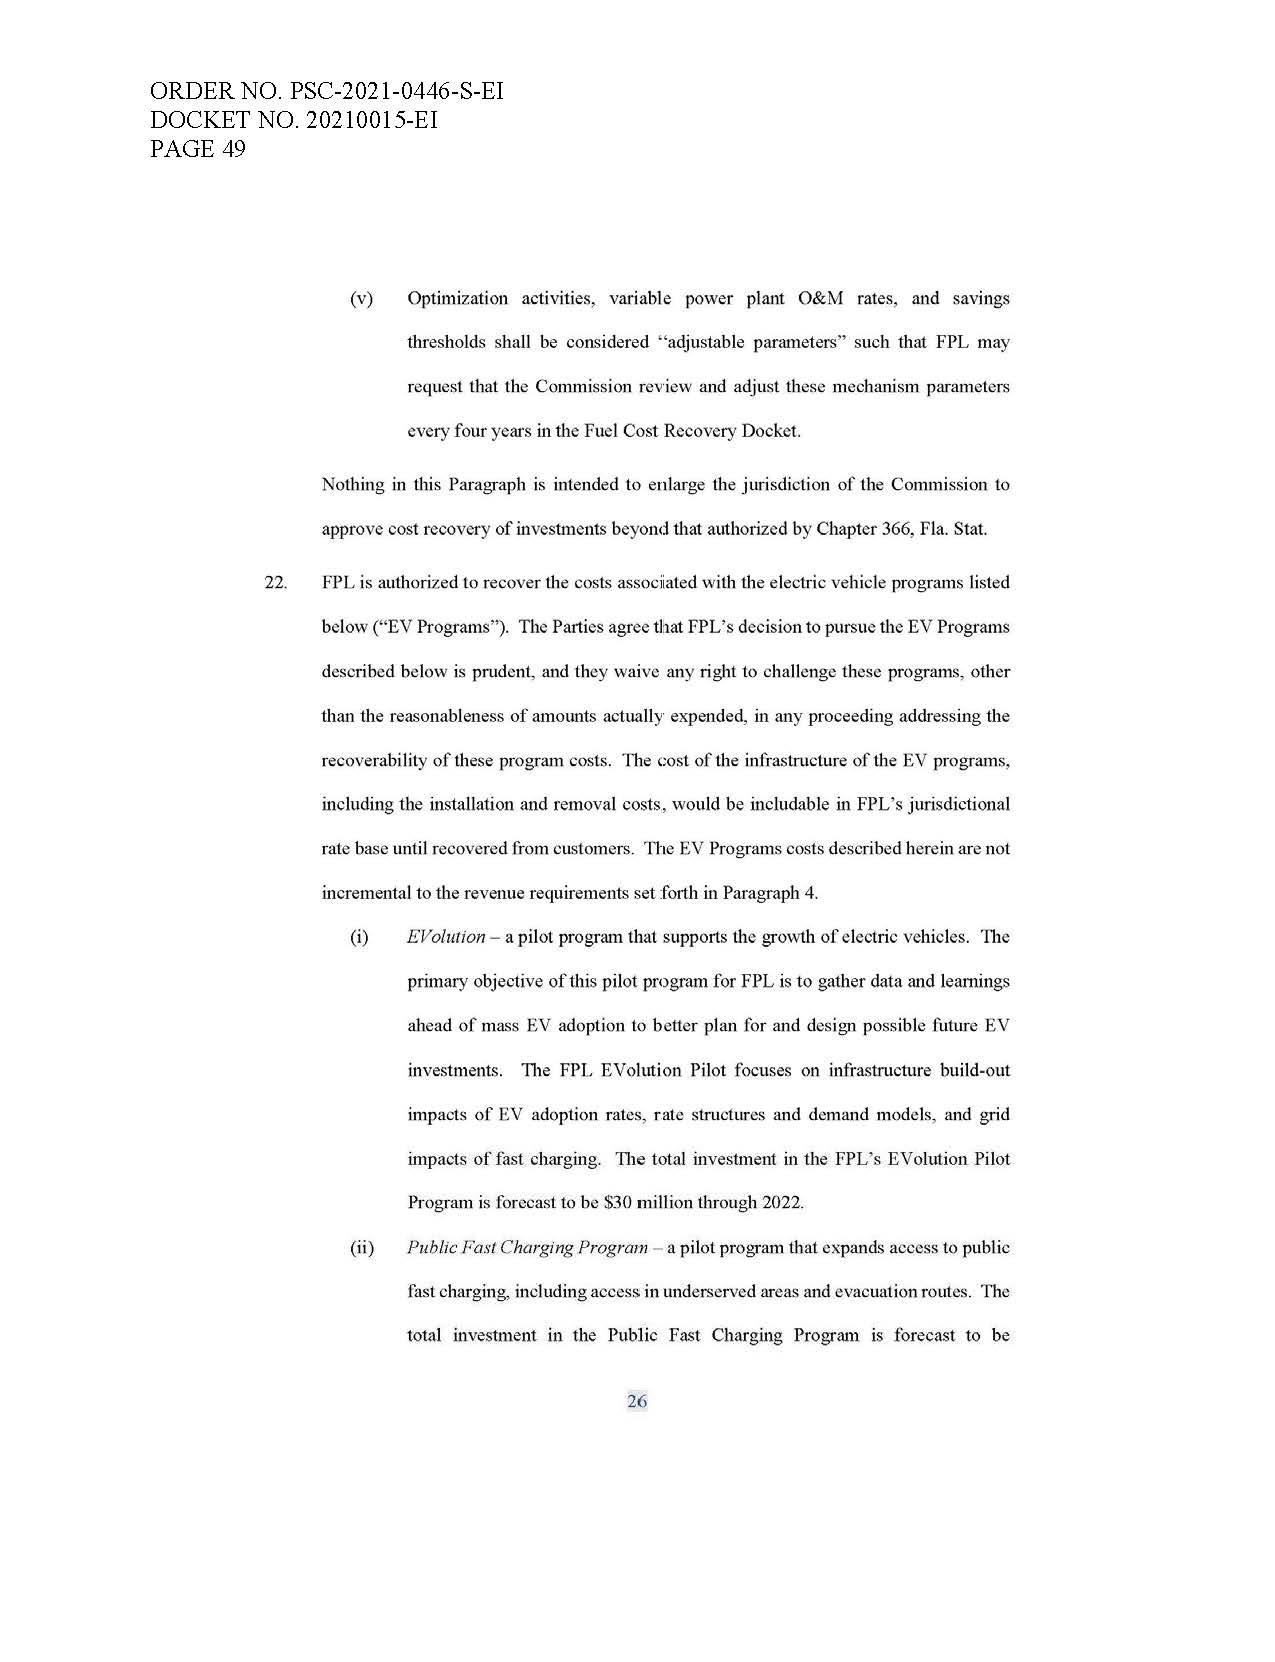 ORDER NO. PSC-2021-0446-S-EI
DOCKET NO. 20210015-EI
PAGE 49
(v) Optimization activities, variable power plant O&M rates, and savings
thresholds shall be considered “adjustable parameters” such that FPL may
request that the Commission review and adjust these mechanism parameters
every four years in the Fuel Cost Recovery Docket.
Nothing in this Paragraph is intended to enlarge the jurisdiction of the Commission to
approve cost recovery of investments beyond that authorized by Chapter 366, Fla. Stat.
22. FPL is authorized to recover the costs associated with the electric vehicle programs listed
below (“EV Programs”). The Parties agree that FPL’s decision to pursue the EV Programs
described below is prudent, and they waive any right to challenge these programs, other
than the reasonableness of amounts actually expended, in any proceeding addressing the
recoverability of these program costs. The cost of the infrastructure of the EV programs,
including the installation and removal costs, would be includable in FPL’s jurisdictional
rate base until recovered from customers. The EV Programs costs described herein are not
incremental to the revenue requirements set forth in Paragraph 4.
(i) EVolution – a pilot program that supports the growth of electric vehicles. The
primary objective of this pilot program for FPL is to gather data and learnings
ahead of mass EV adoption to better plan for and design possible future EV
investments. The FPL EVolution Pilot focuses on infrastructure build-out
impacts of EV adoption rates, rate structures and demand models, and grid
impacts of fast charging. The total investment in the FPL’s EVolution Pilot
Program is forecast to be $30 million through 2022.
(ii) Public Fast Charging Program – a pilot program that expands access to public
fast charging, including access in underserved areas and evacuation routes. The
total investment in the Public Fast Charging Program is forecast to be
26